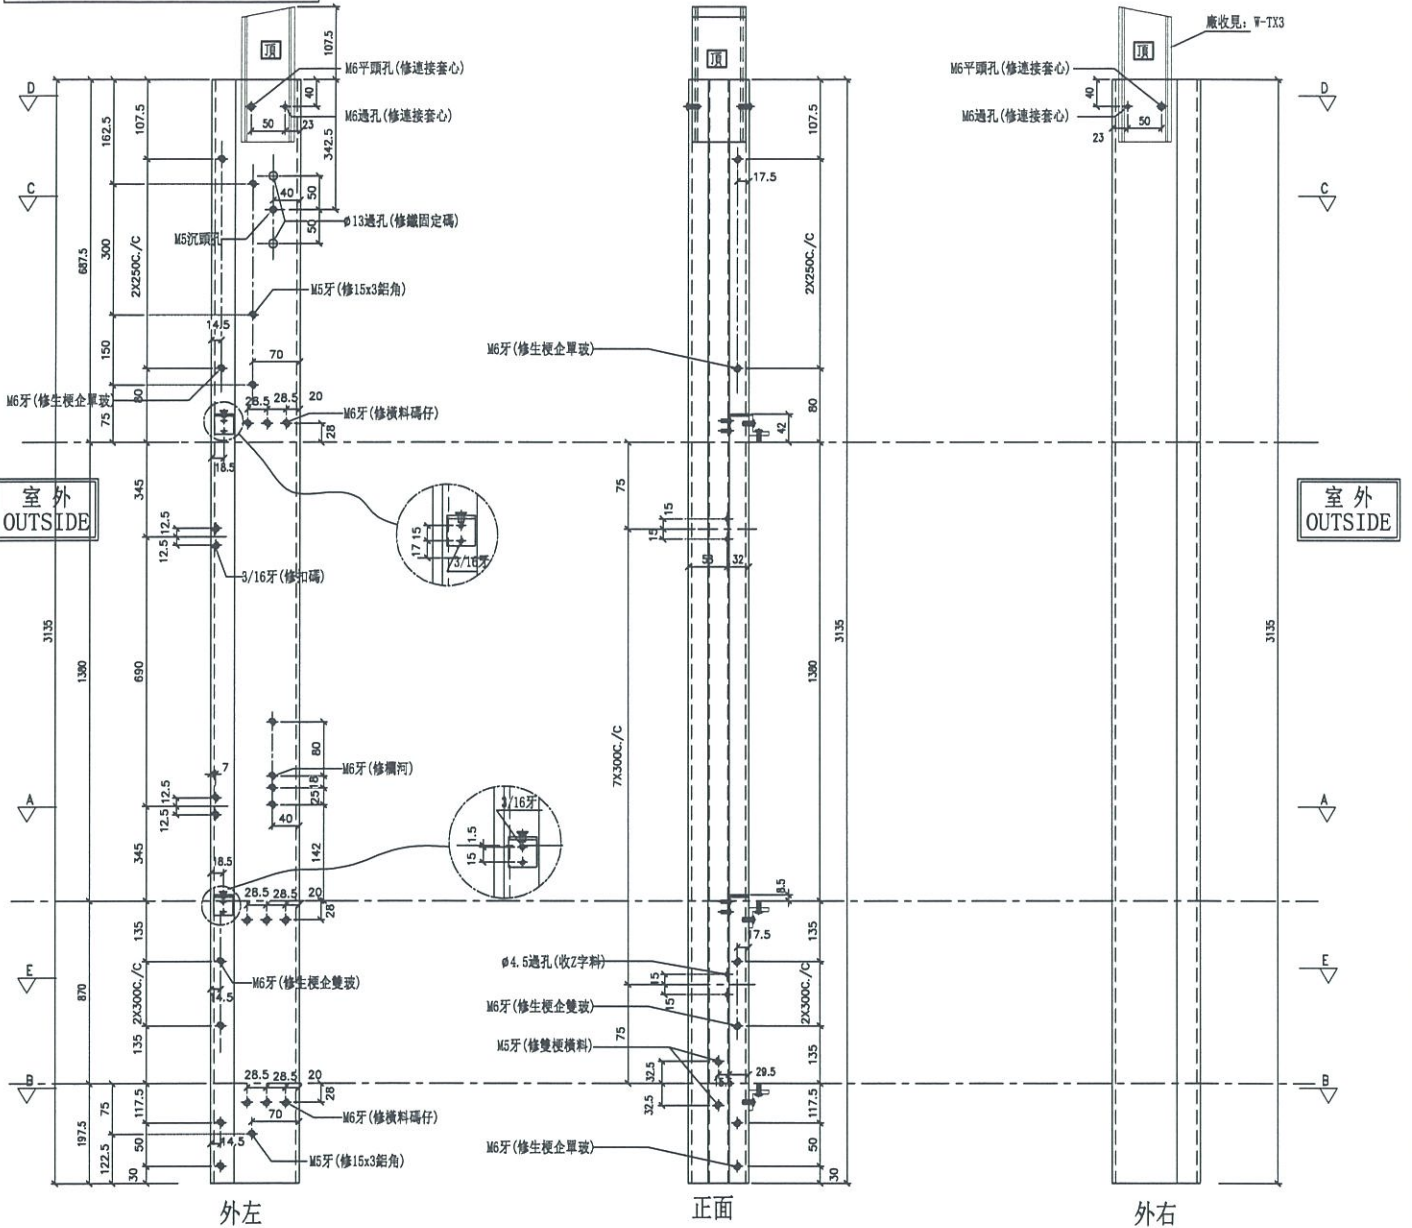 頂
107.5
頂
頂
廠收見: W-TX3
M6平頭孔(修連接套心)
M6平頭孔(修連接套心)
D
D
40
40
M6過孔(修連接套心)
M6過孔(修連接套心)
50
23
23
50
162.5
107.5
342.5
107.5
C
C
40
50
17.5
ø13過孔(修鐵固定碼)
50
M5沉頭孔
687.5
300
2X250C./C
2X250C./C
M5牙(修15x3鋁角)
14.5
M6牙(修生梗企單玻)
150
70
M6牙(修生梗企單玻)
80
80
28.5
28.5
20
M6牙(修橫料碼仔)
75
28
42
18.5
室外
OUTSIDE
室外
OUTSIDE
345
75
12.5
12.5
15
17
3/16牙
15
15
3/16牙(修扣碼)
53
32
3135
3135
3135
1380
690
1380
7X300C./C
80
7
M6牙(修欄河)
18
25
12.5
12.5
A
A
40
3/16牙
1.5
15
345
142
18.5
28.5
28.5
20
28
8.5
135
17.5
135
ø4.5過孔(收Z字料)
E
E
M6牙(修生梗企雙玻)
15
15
14.5
870
2X300C./C
2X300C./C
M6牙(修生梗企雙玻)
75
135
M5牙(修雙梗橫料)
135
28.5
28.5
20
28
32.5
32.5
29.5
B
B
75
117.5
M6牙(修橫料碼仔)
117.5
70
197.5
14.5
50
122.5
M6牙(修生梗企單玻)
50
M5牙(修15x3鋁角)
30
30
外左
正面
外右